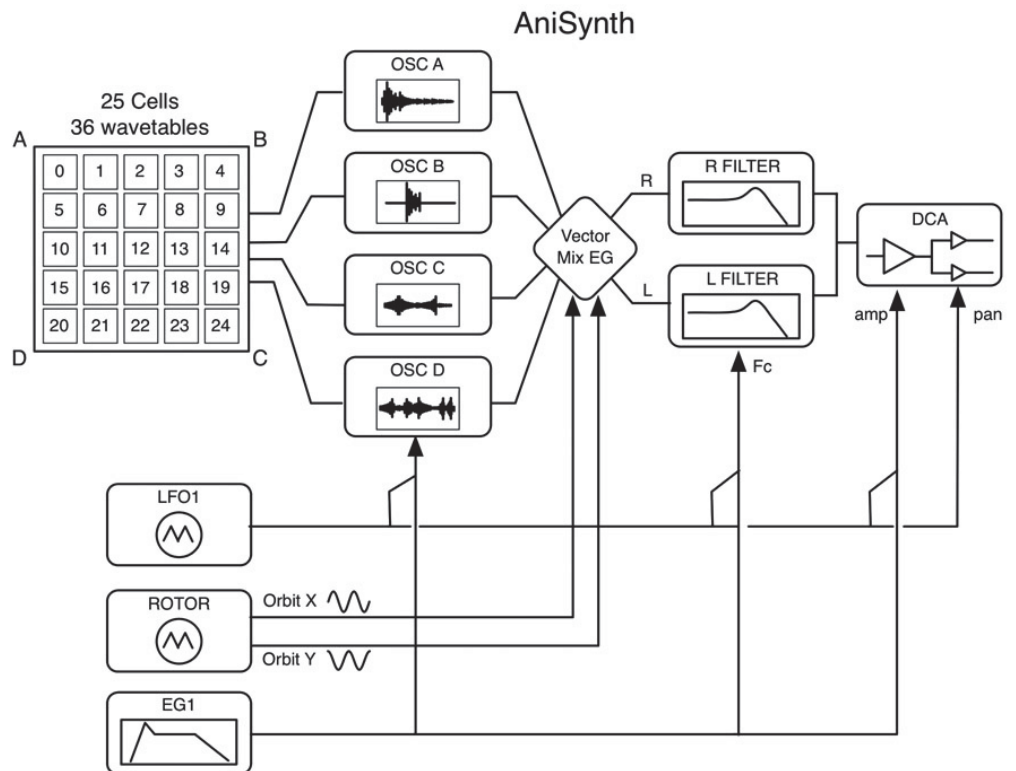 AniSynth
25 Cells
36 wavetables
A
B
0 1 2 3 4
5 6 7 8 9
10 11 12 13 14
15 16 17 18 19
20 21 22 23 24
D
C
OSC A
OSC B
OSC C
OSC D
Vector
Mix EG
R
L
R FILTER
L FILTER
Fc
DCA
amp
pan
LFO1
ROTOR
Orbit X
Orbit Y
EG1